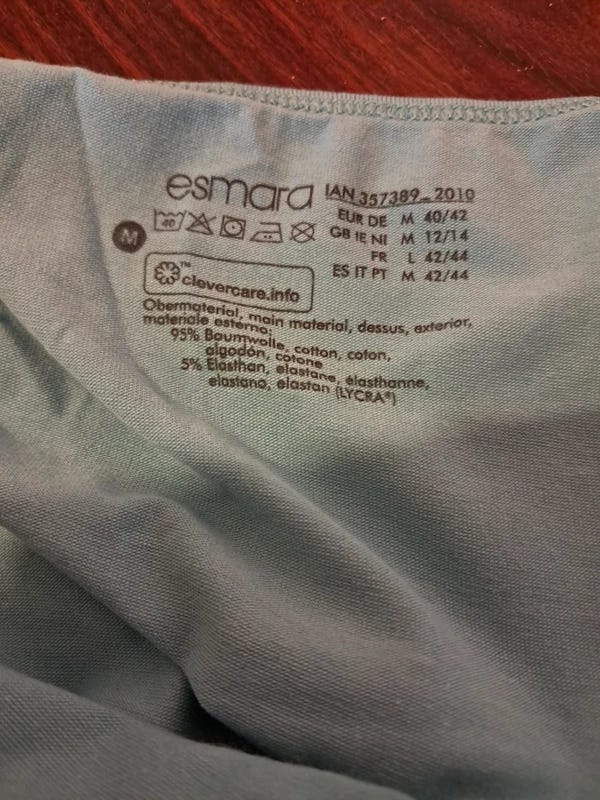 esmara IAN 357389_2010
EUR DE M 40/42
GB IE NI M 12/14
FR L 42/44
ES IT PT M 42/44
40
M
clevercare.info™
Obermaterial, main material, dessus, exterior,
materiale esterno:
95% Baumwolle, cotton, coton,
algodón, cotone
5% Elasthan, elastane, élasthanne,
elastano, elastan (LYCRA®)